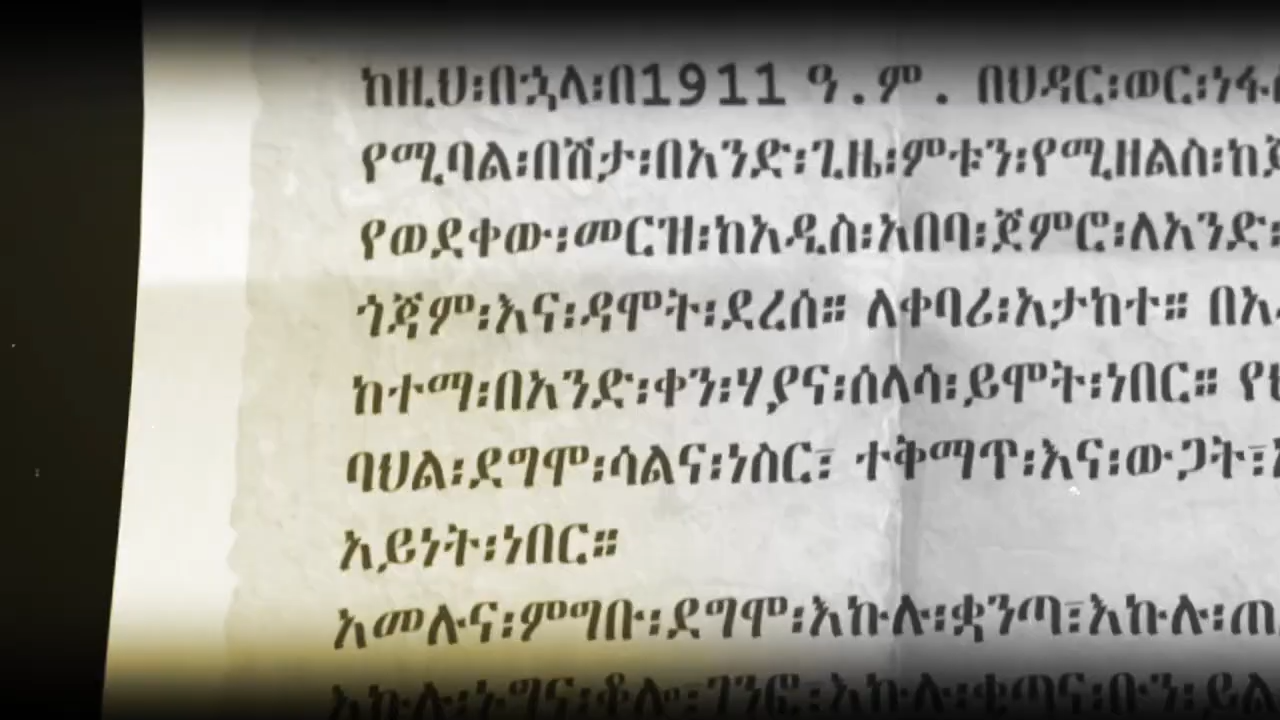 ከዚህ፡በኋላ፡በ1911 ዓ.ም. በህዳር፡ወር፡
የሚባል፡በሽታ፡በአንድ፡ጊዜ፡ምቱን፡የሚዘልስ፡
የወደቀው፡መርዝ፡ከአዲስ፡አበባ፡ጀምሮ፡ለአንድ፡
ጎጃም፡እና፡ዳሞት፡ደረሰ። ለቀባሪ፡አታከተ።
ከተማ፡በአንድ፡ቀን፡ሃያና፡ሰላሳ፡ይሞት፡ነበር።
ባህል፡ደግሞ፡ሳልና፡ነስር፤ ተቅማጥ፡እና፡ውጋት፤
አይነት፡ነበር።
አመሉና፡ምግቡ፡ደግሞ፡እኩሉ፡ቋንጣ፤እኩሉ፡